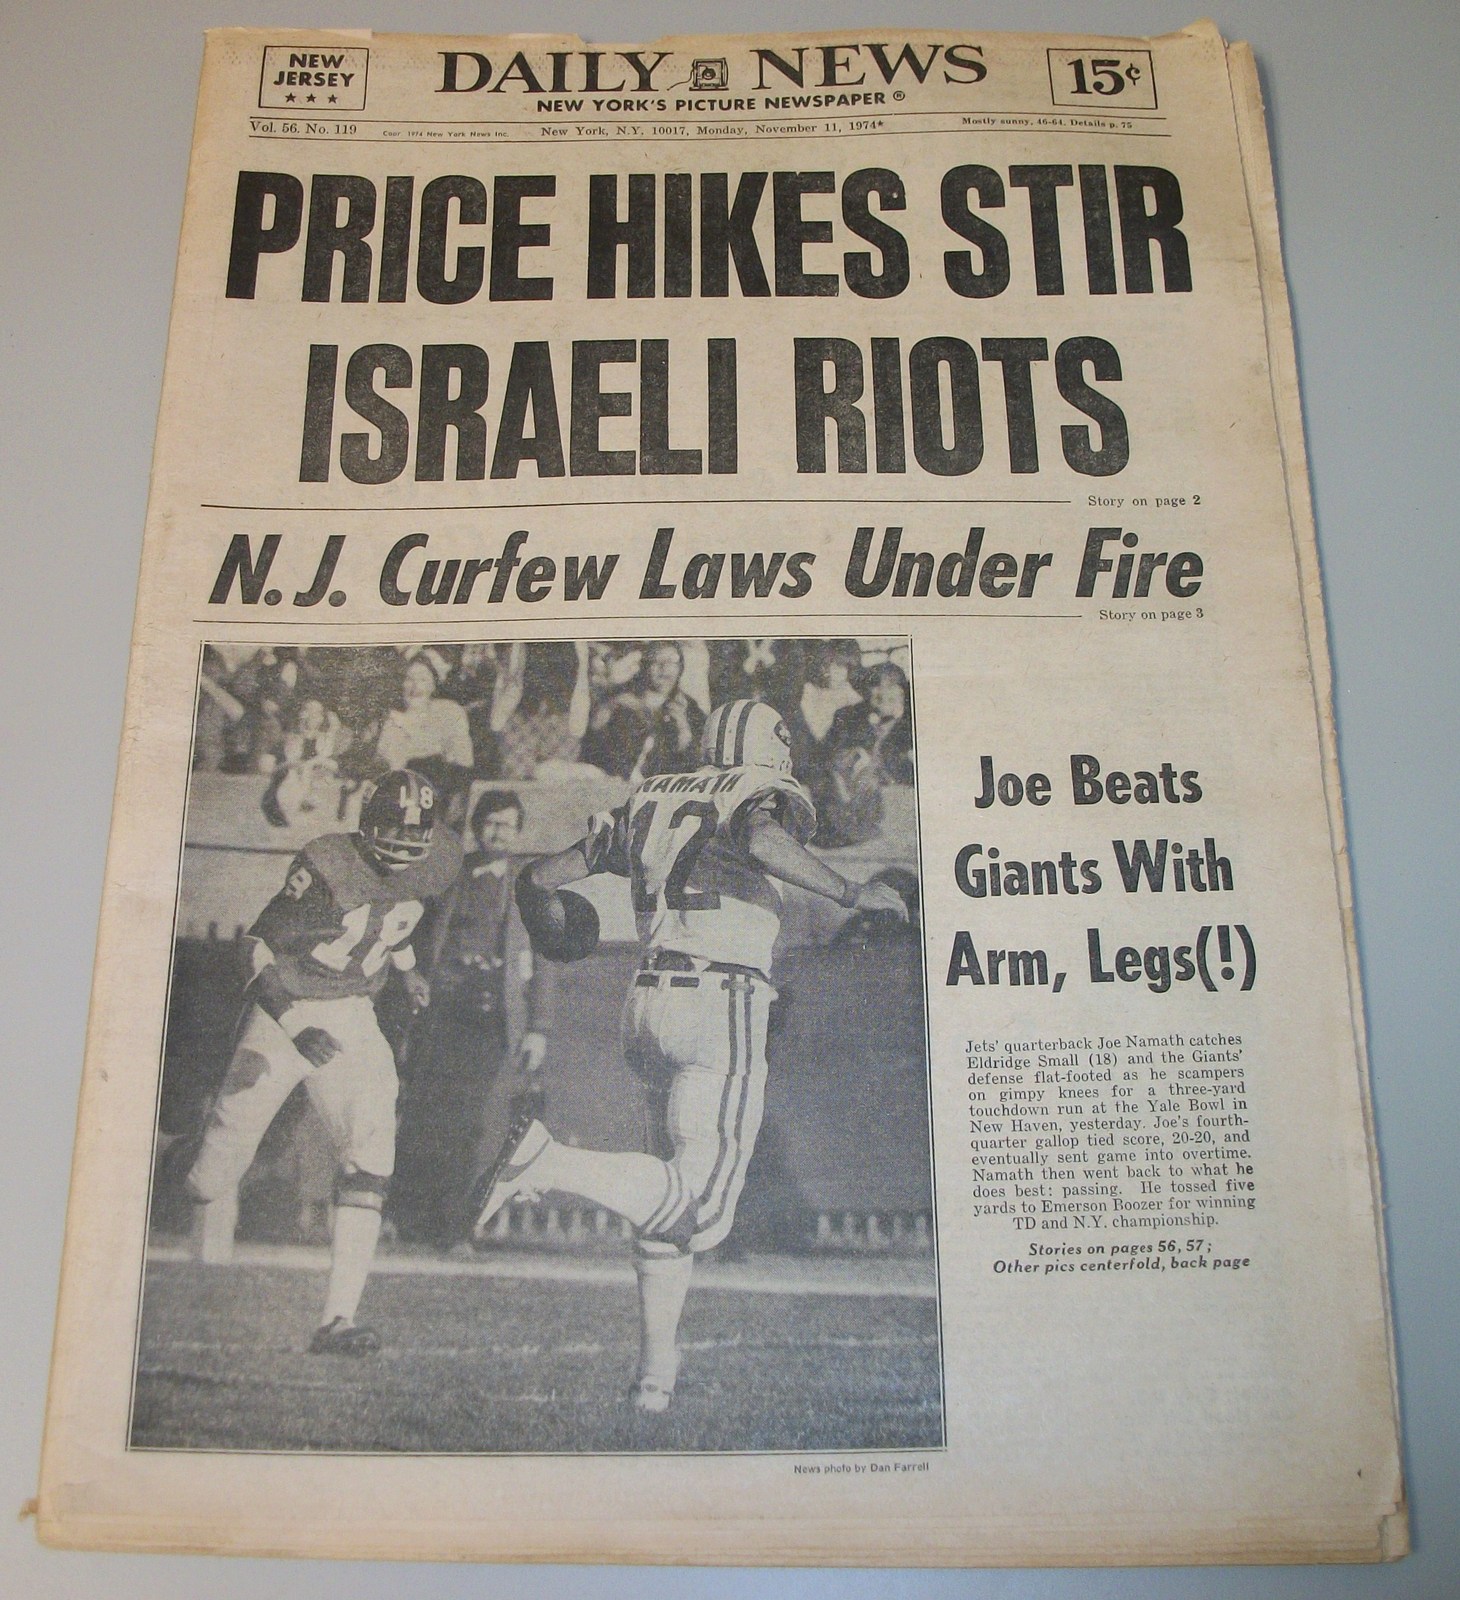 NEW
JERSEY
★ ★ ★
DAILY NEWS
NEW YORK'S PICTURE NEWSPAPER ®
15¢
Vol. 56. No. 119
Copr. 1974 New York News Inc.
New York, N.Y. 10017, Monday, November 11, 1974★
Mostly sunny, 46-64. Details p. 75
PRICE HIKES STIR
ISRAELI RIOTS
Story on page 2
N.J. Curfew Laws Under Fire
Story on page 3
NAMATH
12
18
18
Joe Beats
Giants With
Arm, Legs(!)
Jets' quarterback Joe Namath catches
Eldridge Small (18) and the Giants'
defense flat-footed as he scampers
on gimpy knees for a three-yard
touchdown run at the Yale Bowl in
New Haven, yesterday. Joe's fourth-
quarter gallop tied score, 20-20, and
eventually sent game into overtime.
Namath then went back to what he
does best: passing. He tossed five
yards to Emerson Boozer for winning
TD and N.Y. championship.
Stories on pages 56, 57;
Other pics centerfold, back page
News photo by Dan Farrell